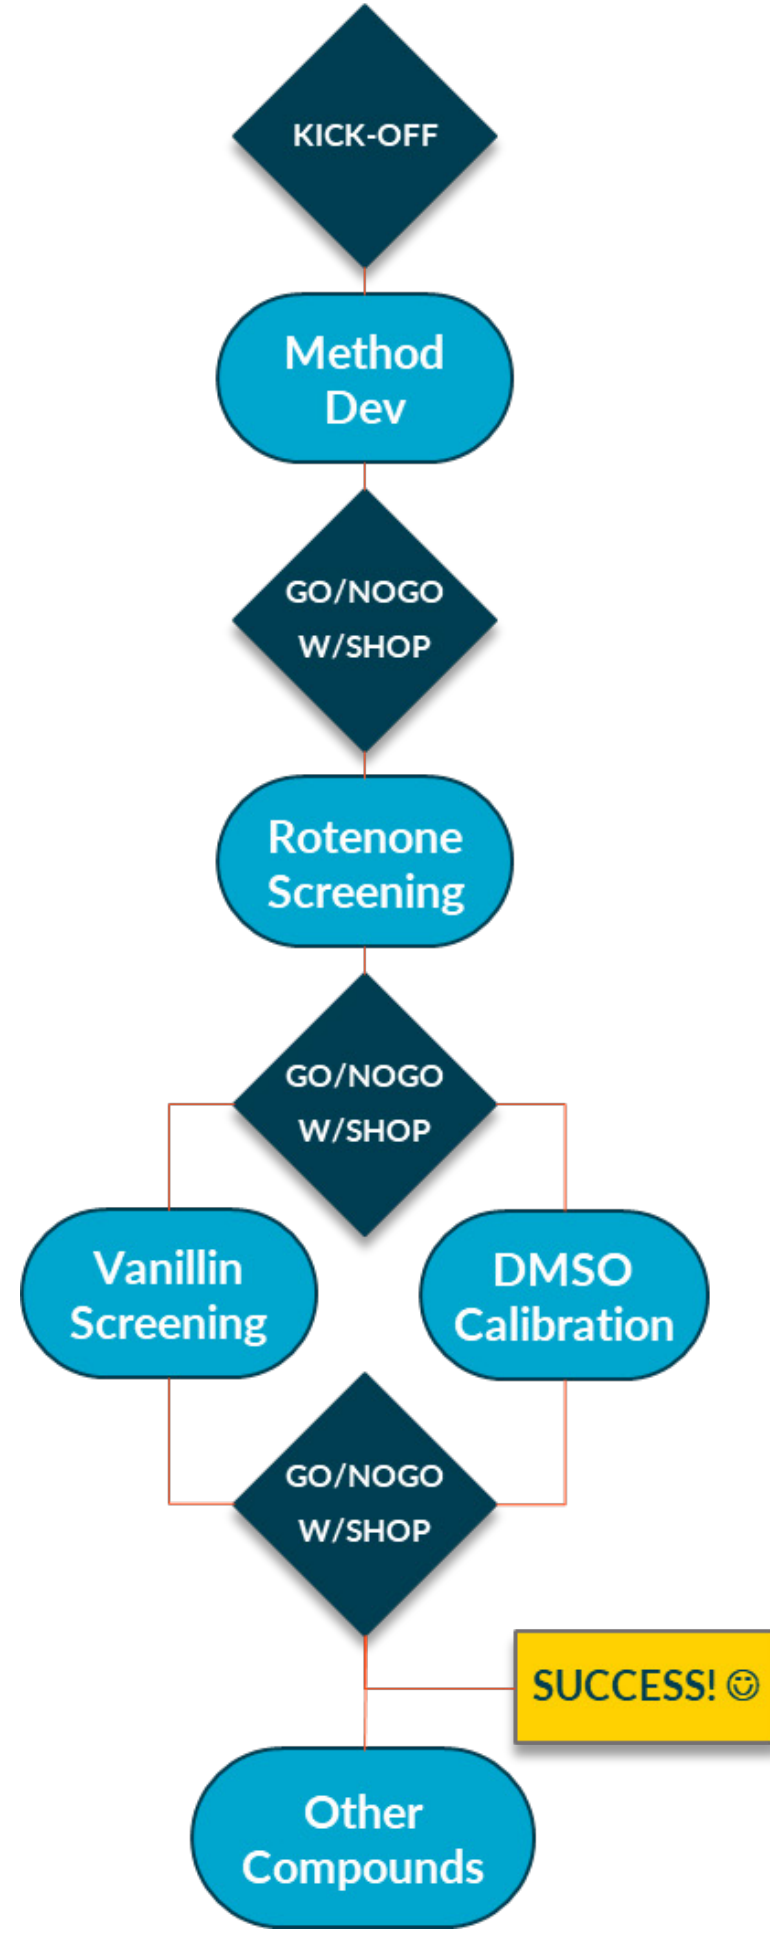 KICK-OFF
Method
Dev
GO/NOGO
W/SHOP
Rotenone
Screening
GO/NOGO
W/SHOP
Vanillin
Screening
DMSO
Calibration
GO/NOGO
W/SHOP
SUCCESS! ☺
Other
Compounds